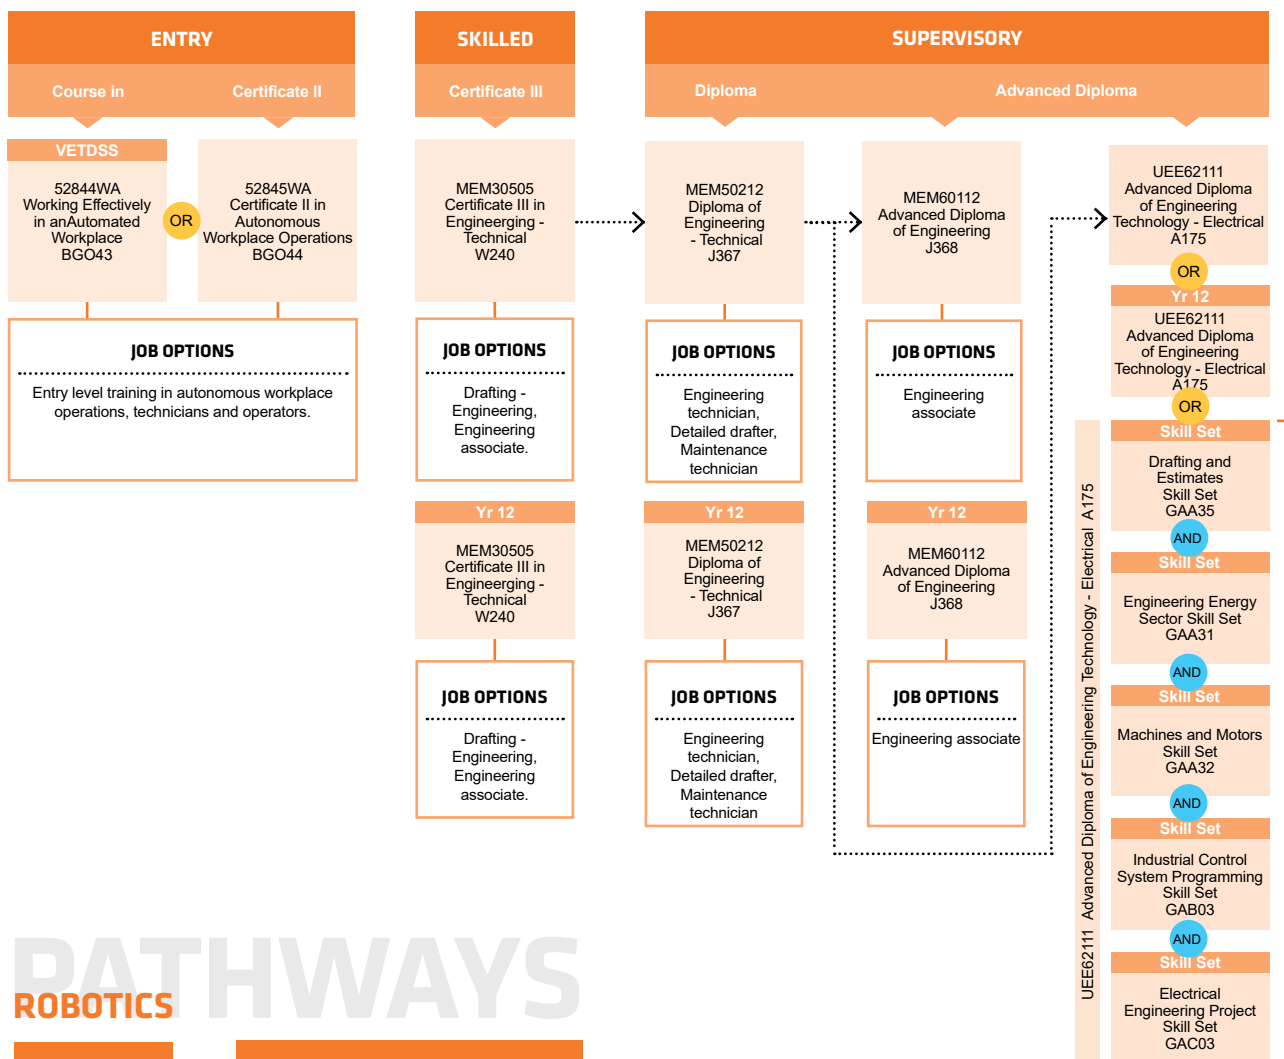 ENTRY
SKILLED
SUPERVISORY
Course in
Certificate II
Certificate III
Diploma
Advanced Diploma
VETDSS
52844WA
Working Effectively
in anAutomated
Workplace
BGO43
OR
52845WA
Certificate II in
Autonomous
Workplace Operations
BGO44
JOB OPTIONS
Entry level training in autonomous workplace
operations, technicians and operators.
MEM30505
Certificate III in
Engineerging -
Technical
W240
JOB OPTIONS
Drafting -
Engineering,
Engineering
associate.
Yr 12
MEM30505
Certificate III in
Engineerging -
Technical
W240
JOB OPTIONS
Drafting -
Engineering,
Engineering
associate.
MEM50212
Diploma of
Engineering
- Technical
J367
JOB OPTIONS
Engineering
technician,
Detailed drafter,
Maintenance
technician
Yr 12
MEM50212
Diploma of
Engineering
- Technical
J367
JOB OPTIONS
Engineering
technician,
Detailed drafter,
Maintenance
technician
MEM60112
Advanced Diploma
of Engineering
J368
JOB OPTIONS
Engineering
associate
Yr 12
MEM60112
Advanced Diploma
of Engineering
J368
JOB OPTIONS
Engineering associate
UEE62111
Advanced Diploma
of Engineering
Technology - Electrical
A175
OR
Yr 12
UEE62111
Advanced Diploma
of Engineering
Technology - Electrical
A175
OR
UEE62111 Advanced Diploma of Engineering Technology - Electrical A175
Skill Set
Drafting and
Estimates
Skill Set
GAA35
AND
Skill Set
Engineering Energy
Sector Skill Set
GAA31
AND
Skill Set
Machines and Motors
Skill Set
GAA32
AND
Skill Set
Industrial Control
System Programming
Skill Set
GAB03
AND
Skill Set
Electrical
Engineering Project
Skill Set
GAC03
PATHWAYS
ROBOTICS